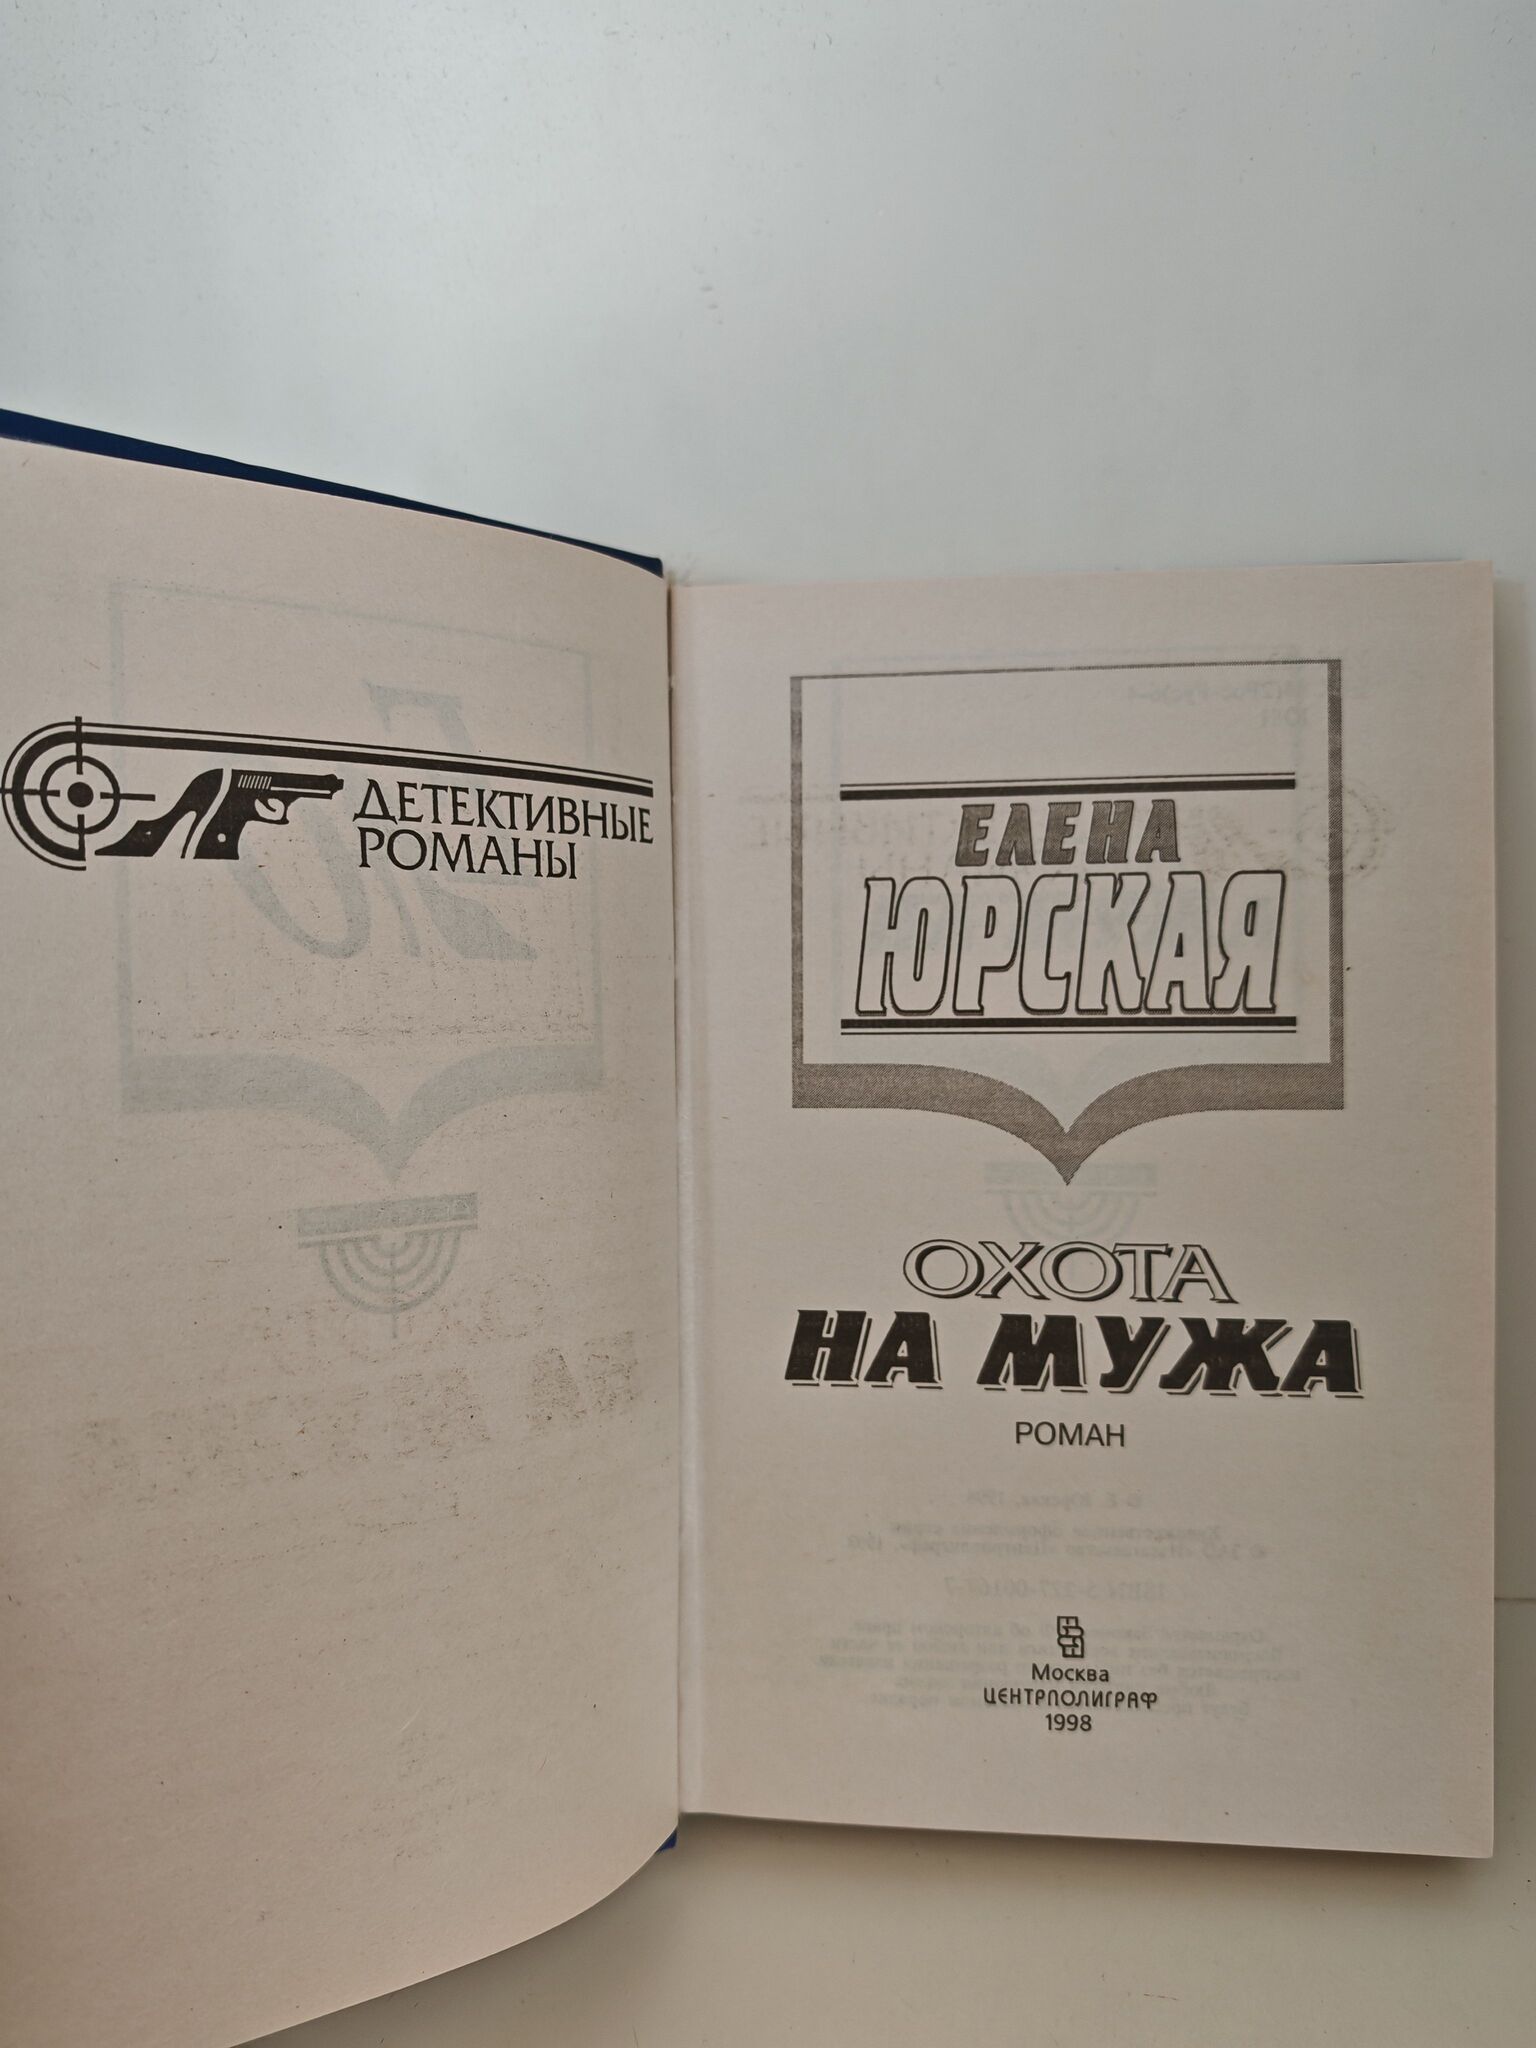 ДЕТЕКТИВНЫЕ
РОМАНЫ
ЕЛЕНА
ЮРСКАЯ
ОХОТА
НА МУЖА
РОМАН
Москва
ЦЕНТРПОЛИГРАФ
1998